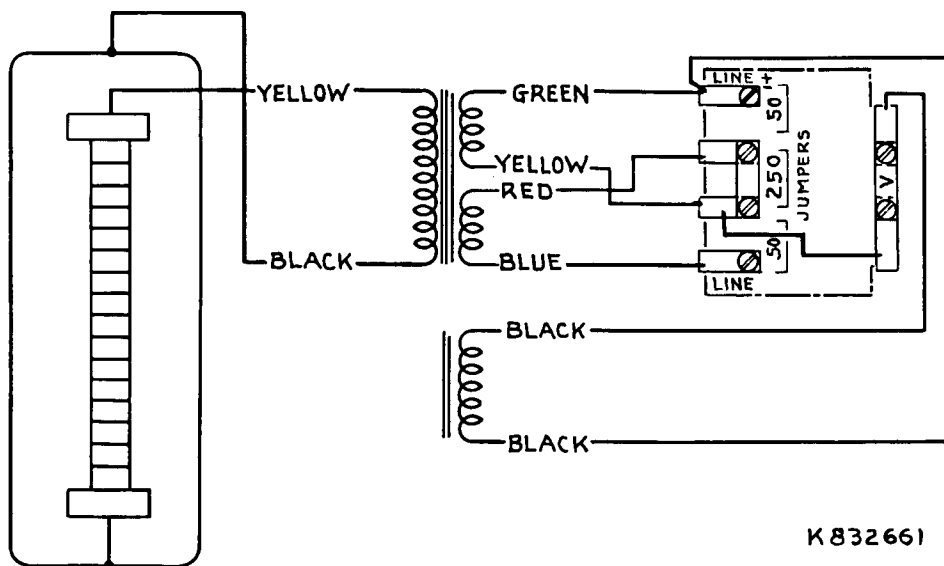 LINE +
YELLOW
GREEN
50
YELLOW
RED
250
JUMPERS
V
BLACK
BLUE
50
LINE
BLACK
BLACK
K832661